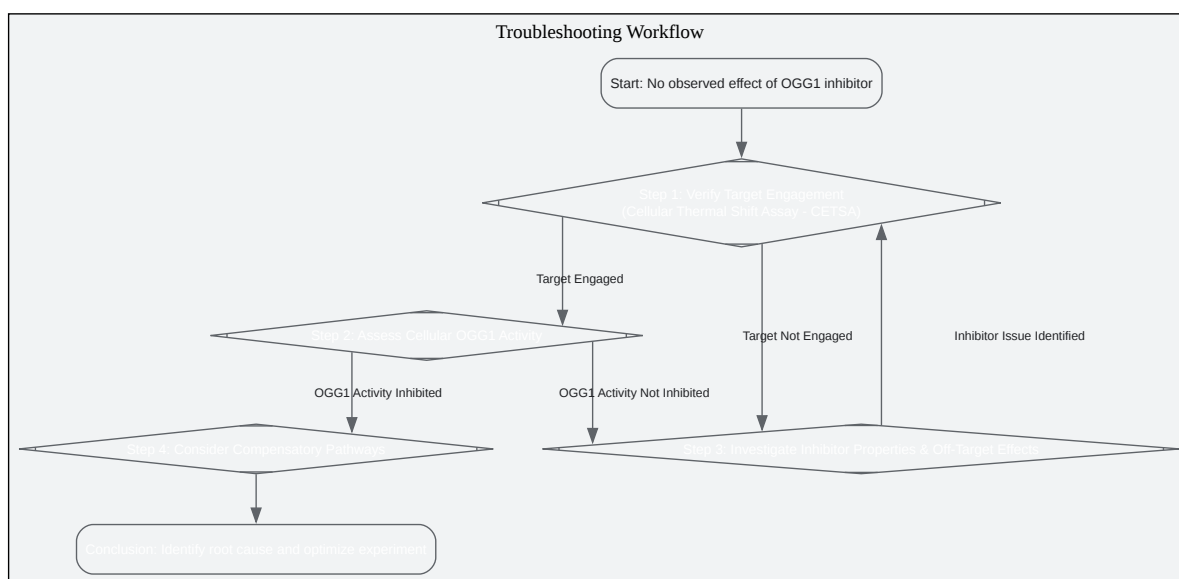 Troubleshooting Workflow
Start: No observed effect of OGG1 inhibitor
Step 1: Verify Target Engagement
(Cellular Thermal Shift Assay - CETSA)
Target Engaged
Step 2: Assess Cellular OGG1 Activity
Target Not Engaged
Inhibitor Issue Identified
OGG1 Activity Inhibited
OGG1 Activity Not Inhibited
Step 4: Consider Compensatory Pathways
Step 3: Investigate Inhibitor Properties & Off-Target Effects
Conclusion: Identify root cause and optimize experiment